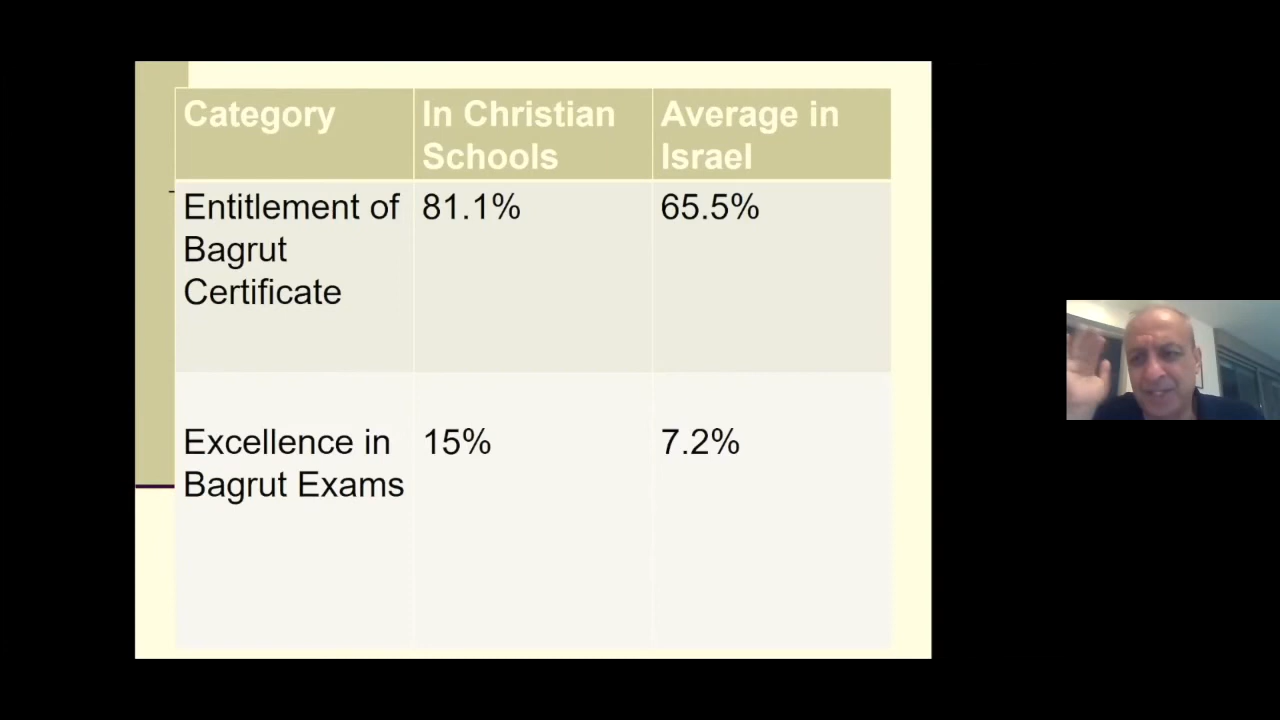 Category
In Christian
Schools
Average in
Israel
Entitlement of
Bagrut
Certificate
81.1%
65.5%
Excellence in
Bagrut Exams
15%
7.2%